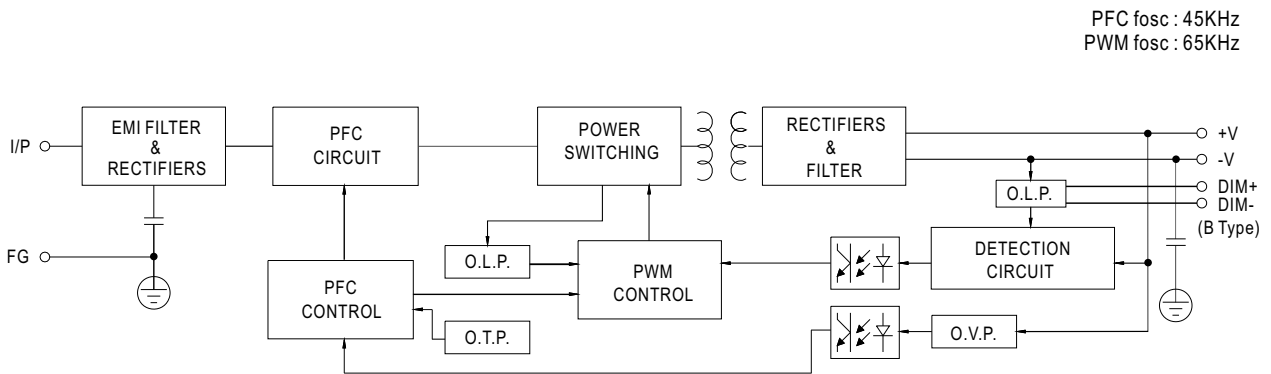 PFC fosc : 45KHz
PWM fosc : 65KHz
I/P
EMI FILTER
&
RECTIFIERS
PFC
CIRCUIT
POWER
SWITCHING
RECTIFIERS
&
FILTER
+V
-V
DIM+
DIM-
(B Type)
O.L.P.
FG
O.L.P.
PWM
CONTROL
DETECTION
CIRCUIT
PFC
CONTROL
O.T.P.
O.V.P.